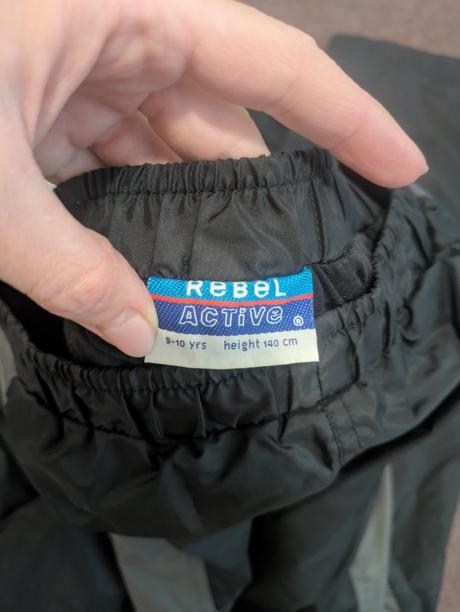 REBEL
ACTIVE ®
9-10 yrs height 140 cm